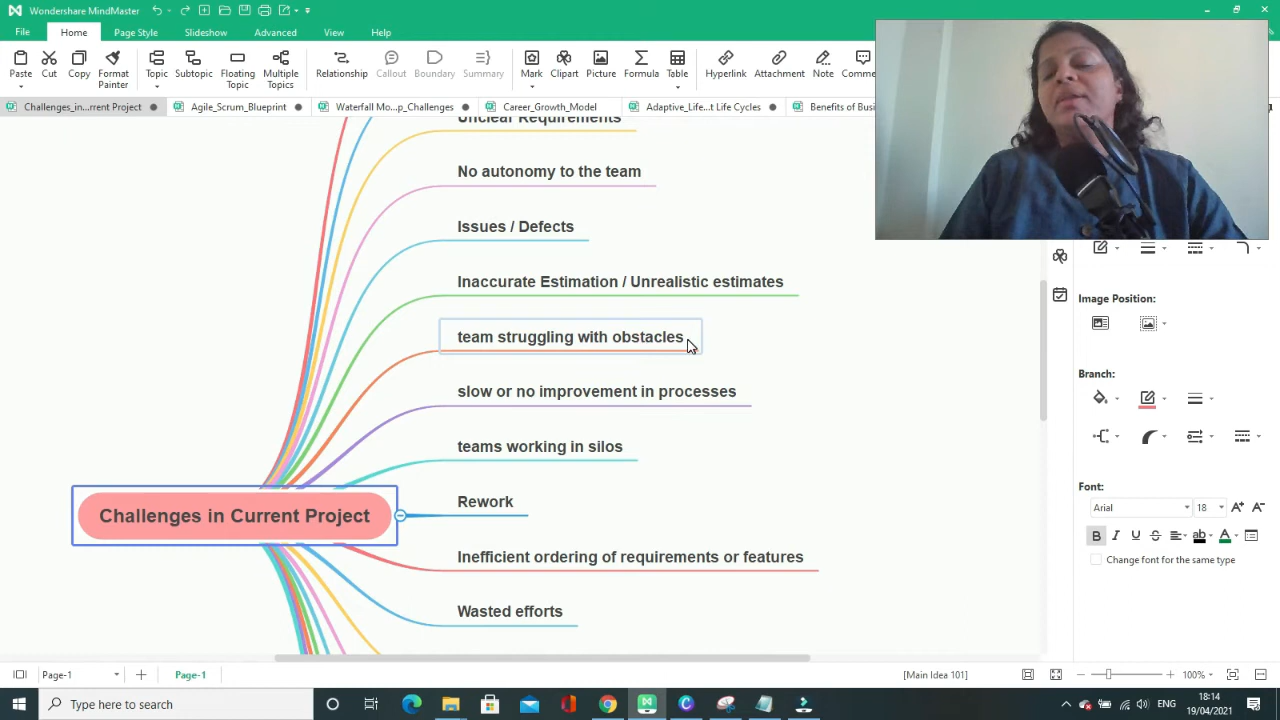 Wondershare MindMaster
File
Home
Page Style
Slideshow
Advanced
View
Help
Paste
Cut
Copy
Format
Painter
Topic
Subtopic
Floating
Topic
Multiple
Topics
Relationship
Callout
Boundary
Summary
Mark
Clipart
Picture
Formula
Table
Hyperlink
Attachment
Note
Comme
Challenges_in...rrent Project
Agile_Scrum_Blueprint
Waterfall Mo...p_Challenges
Career_Growth_Model
Adaptive_Life...t Life Cycles
Benefits of Busi
Unclear Requirements
No autonomy to the team
Issues / Defects
Inaccurate Estimation / Unrealistic estimates
team struggling with obstacles
slow or no improvement in processes
teams working in silos
Rework
Challenges in Current Project
Inefficient ordering of requirements or features
Wasted efforts
Image Position:
Branch:
Font:
Arial
18
Change font for the same type
Page-1
Page-1
[Main Idea 101]
100%
Type here to search
ENG
18:14
19/04/2021